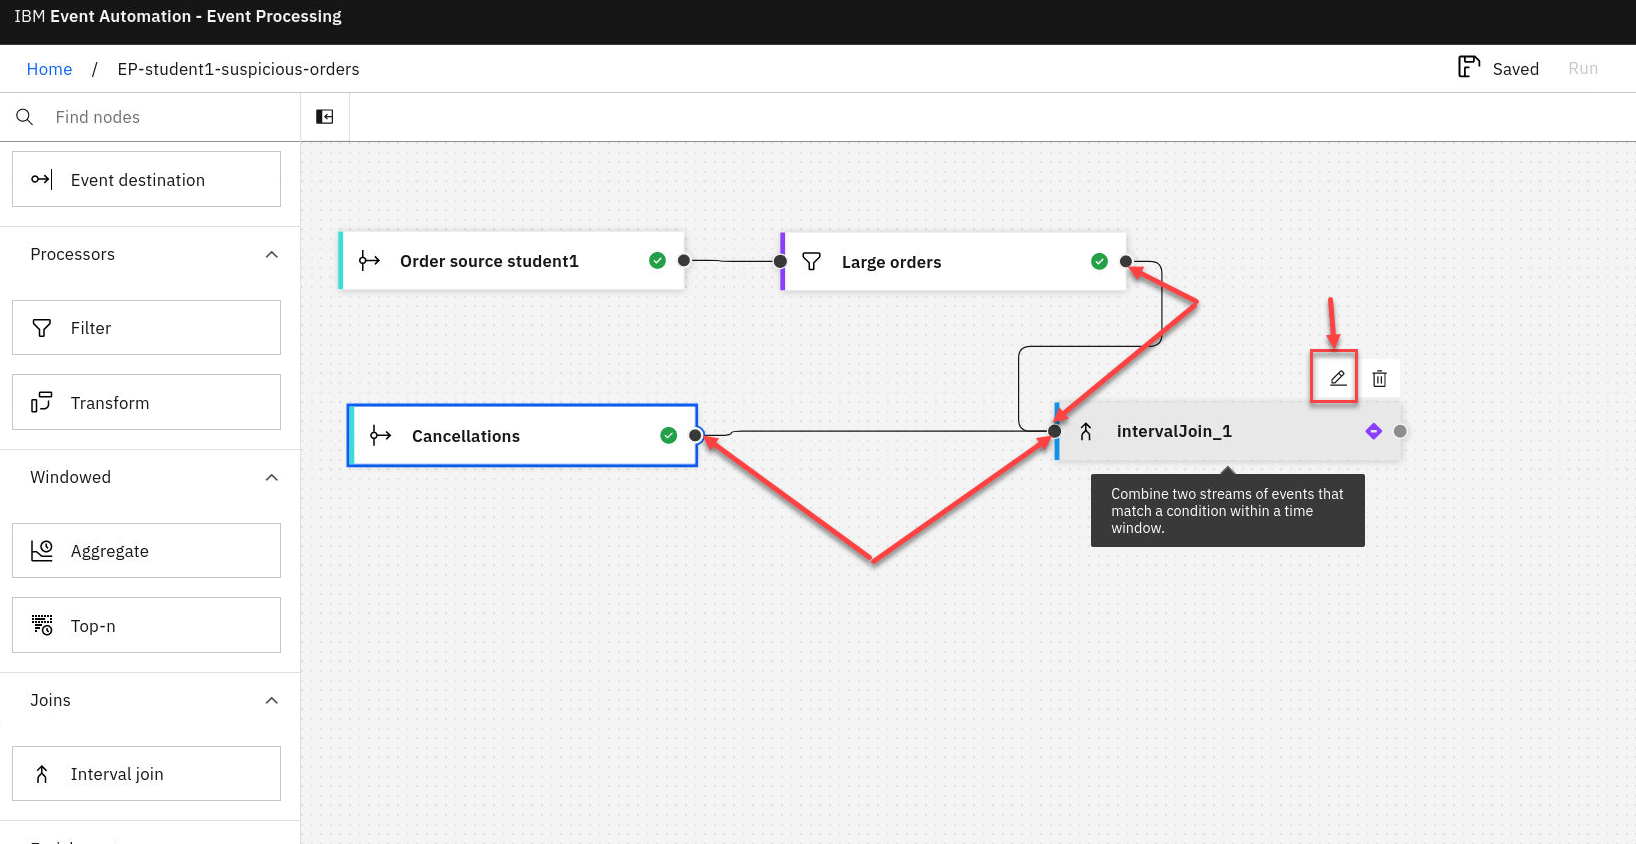 IBM Event Automation - Event Processing
Home / EP-student1-suspicious-orders
Saved Run
Find nodes
Event destination
Processors
Filter
Transform
Windowed
Aggregate
Top-n
Joins
Interval join
Order source student1
Large orders
Cancellations
intervalJoin_1
Combine two streams of events that
match a condition within a time
window.